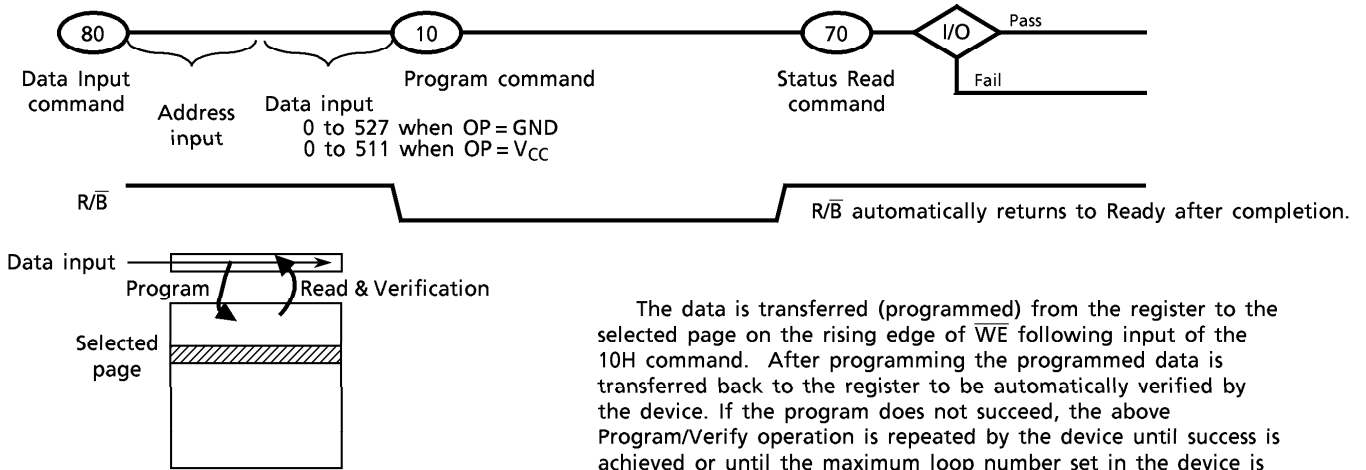 80
10
70
I/O
Pass
Fail
Data Input
command
Address
input
Data input
0 to 527 when OP = GND
0 to 511 when OP = VCC
Program command
Status Read
command
R/B̅
R/B̅ automatically returns to Ready after completion.
Data input
Program
Read & Verification
Selected
page
The data is transferred (programmed) from the register to the
selected page on the rising edge of W̅E̅ following input of the
10H command. After programming the programmed data is
transferred back to the register to be automatically verified by
the device. If the program does not succeed, the above
Program/Verify operation is repeated by the device until success is
achieved or until the maximum loop number set in the device is